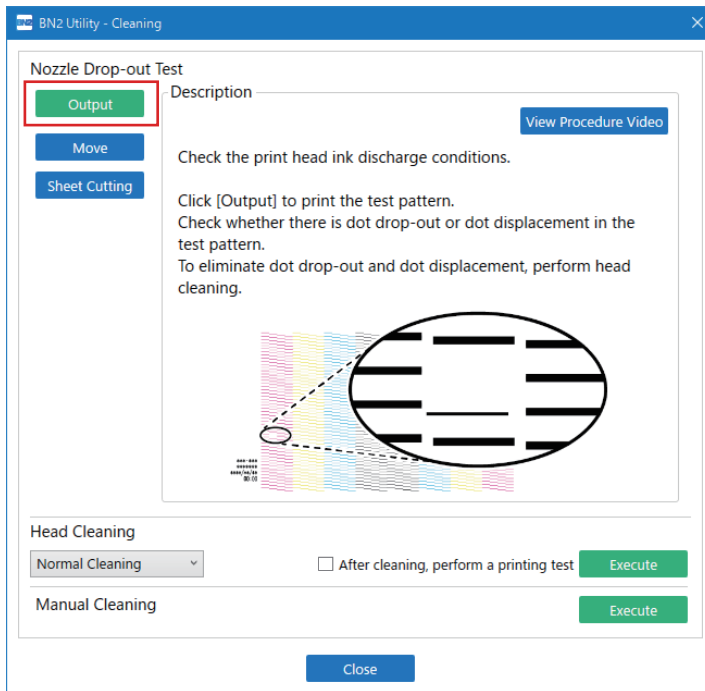 BN2 BN2 Utility - Cleaning
Nozzle Drop-out Test
Output
Description
View Procedure Video
Move
Check the print head ink discharge conditions.
Sheet Cutting
Click [Output] to print the test pattern.
Check whether there is dot drop-out or dot displacement in the
test pattern.
To eliminate dot drop-out and dot displacement, perform head
cleaning.
Head Cleaning
Normal Cleaning
After cleaning, perform a printing test
Execute
Manual Cleaning
Execute
Close